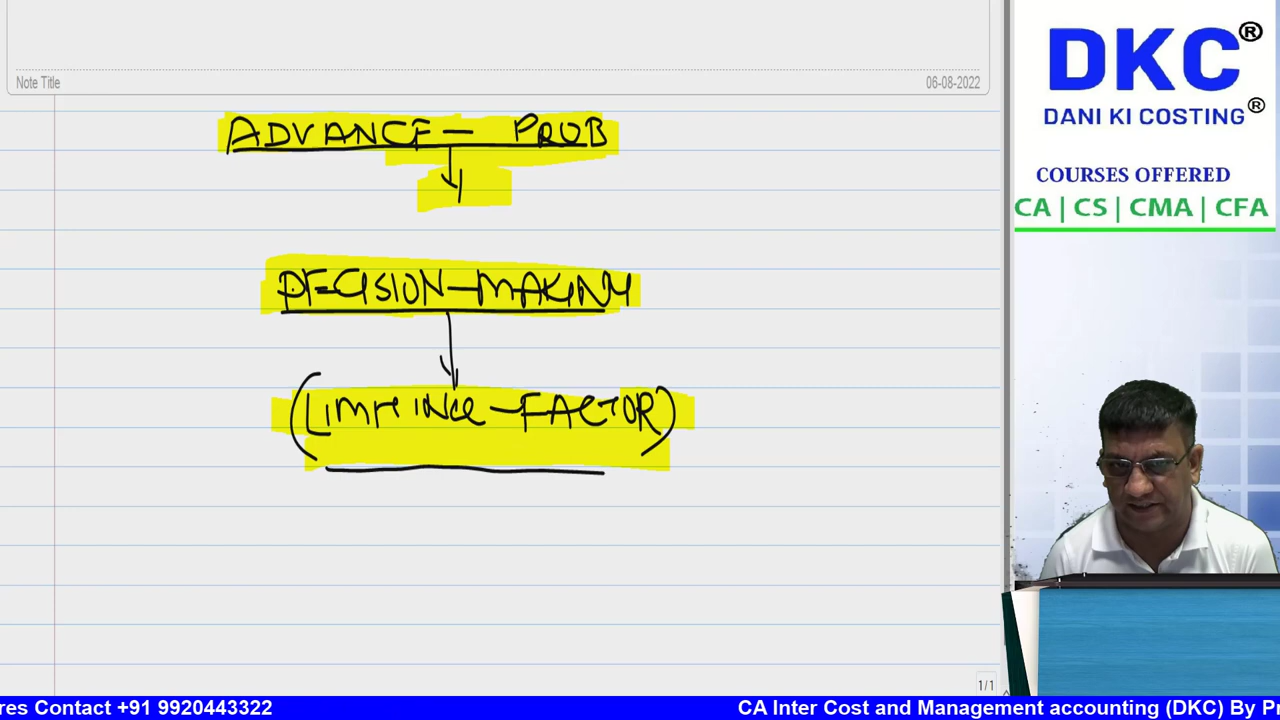 Note Title
06-08-2022
ADVANCE - PROB
DECISION - MAKING
(LIMITING - FACTOR)
1/1
DKC®
DANI KI COSTING®
COURSES OFFERED
CA | CS | CMA | CFA
res Contact +91 9920443322
CA Inter Cost and Management accounting (DKC) By Pr